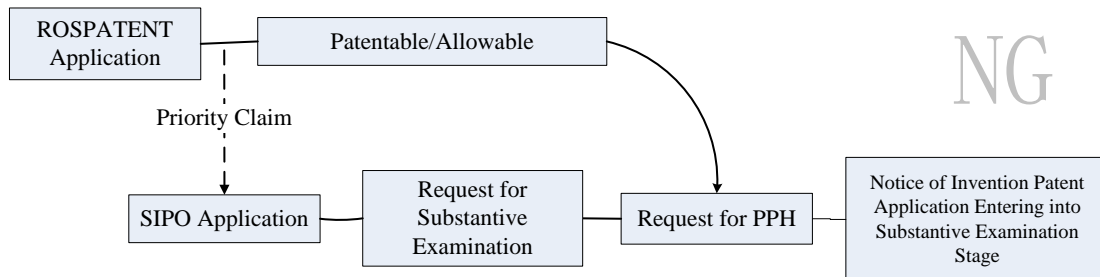 ROSPATENT
Application
Patentable/Allowable
NG
Priority Claim
SIPO Application
Request for
Substantive
Examination
Request for PPH
Notice of Invention Patent
Application Entering into
Substantive Examination
Stage